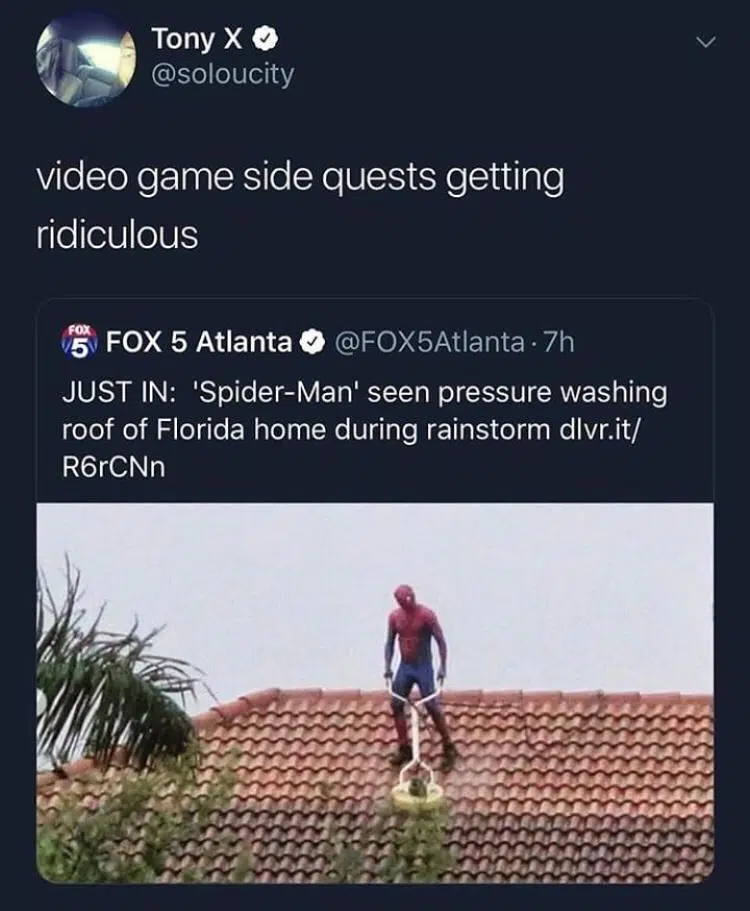 Tony X
@soloucity
video game side quests getting
ridiculous
FOX 5
FOX 5 Atlanta @FOX5Atlanta · 7h
JUST IN: 'Spider-Man' seen pressure washing
roof of Florida home during rainstorm dlvr.it/
R6rCNn